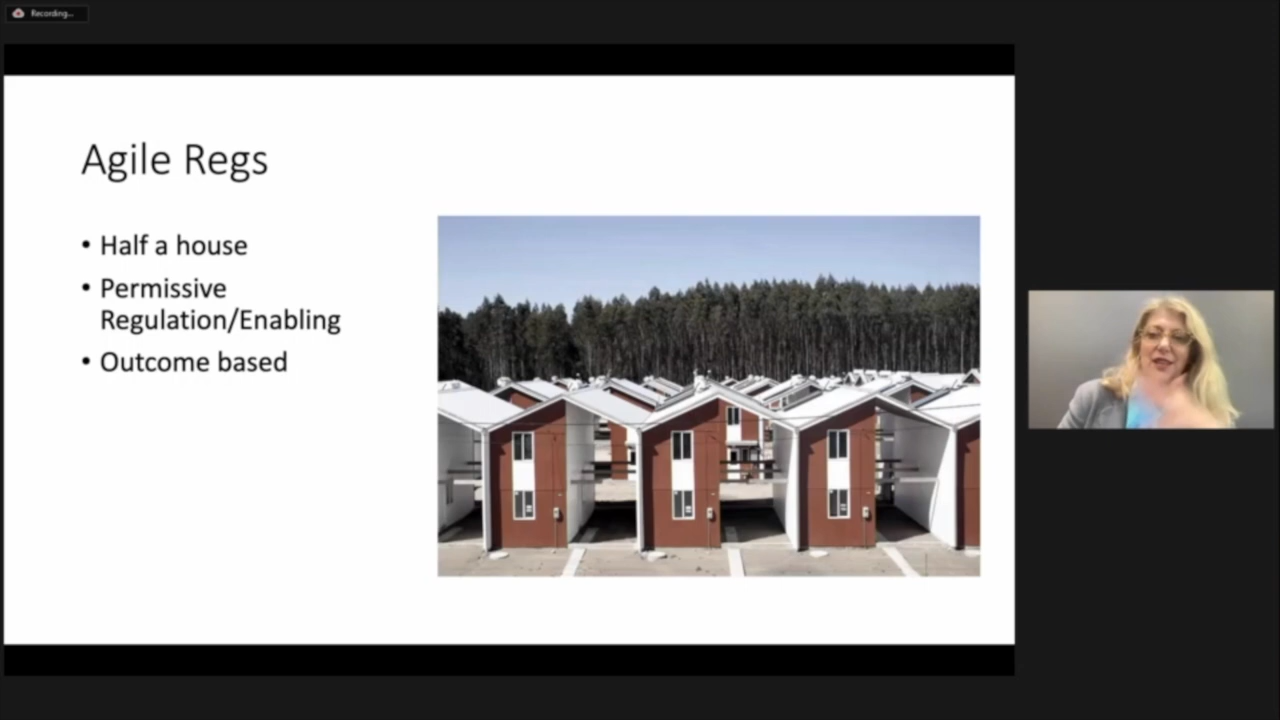 Recording...
Agile Regs
• Half a house
• Permissive
Regulation/Enabling
• Outcome based